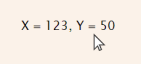 X = 123, Y = 50